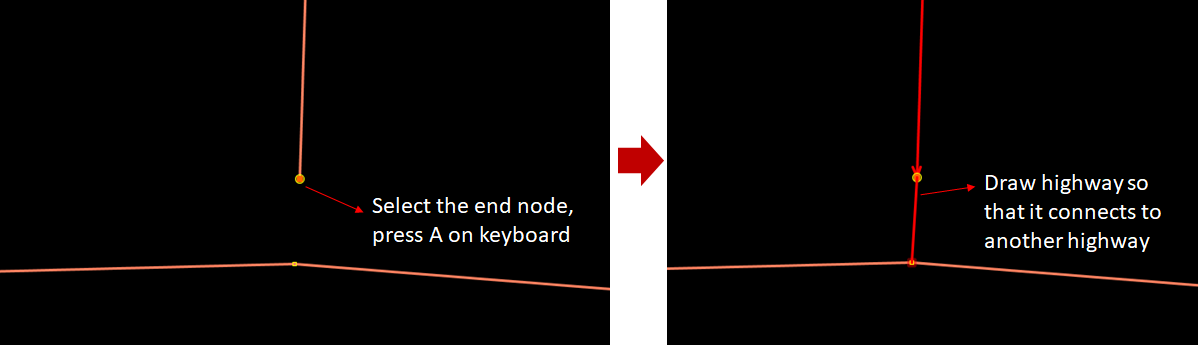 Select the end node,
press A on keyboard
Draw highway so
that it connects to
another highway